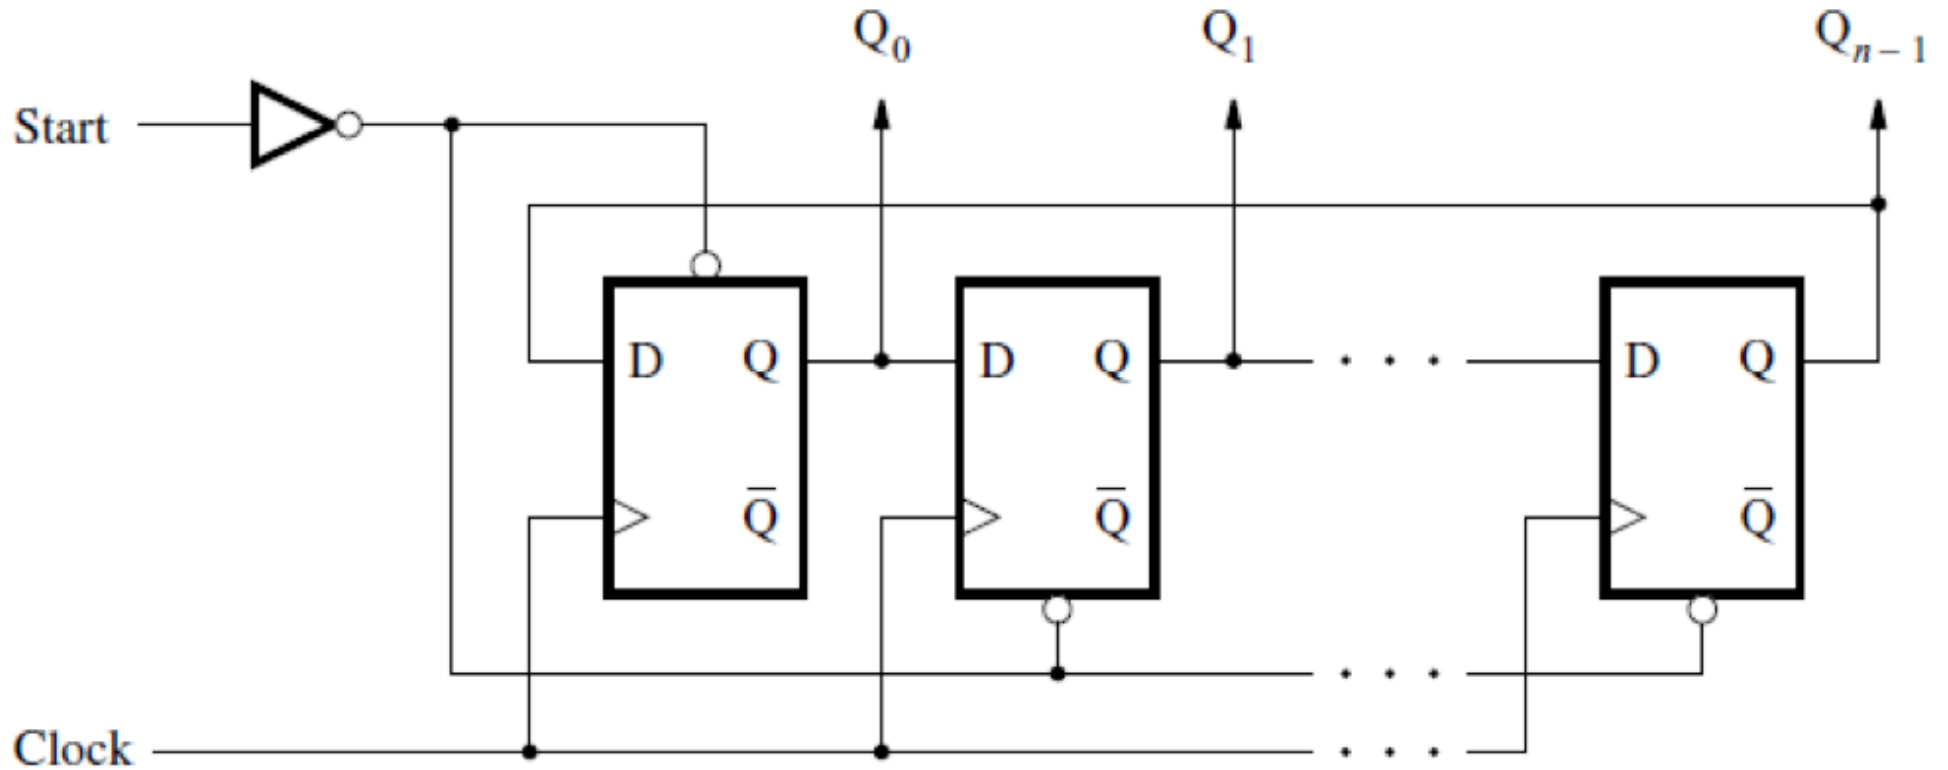 Q₀ Q₁ Qₙ₋₁
Start
D Q D Q . . . D Q
Q̅ Q̅ Q̅
. . .
Clock . . .